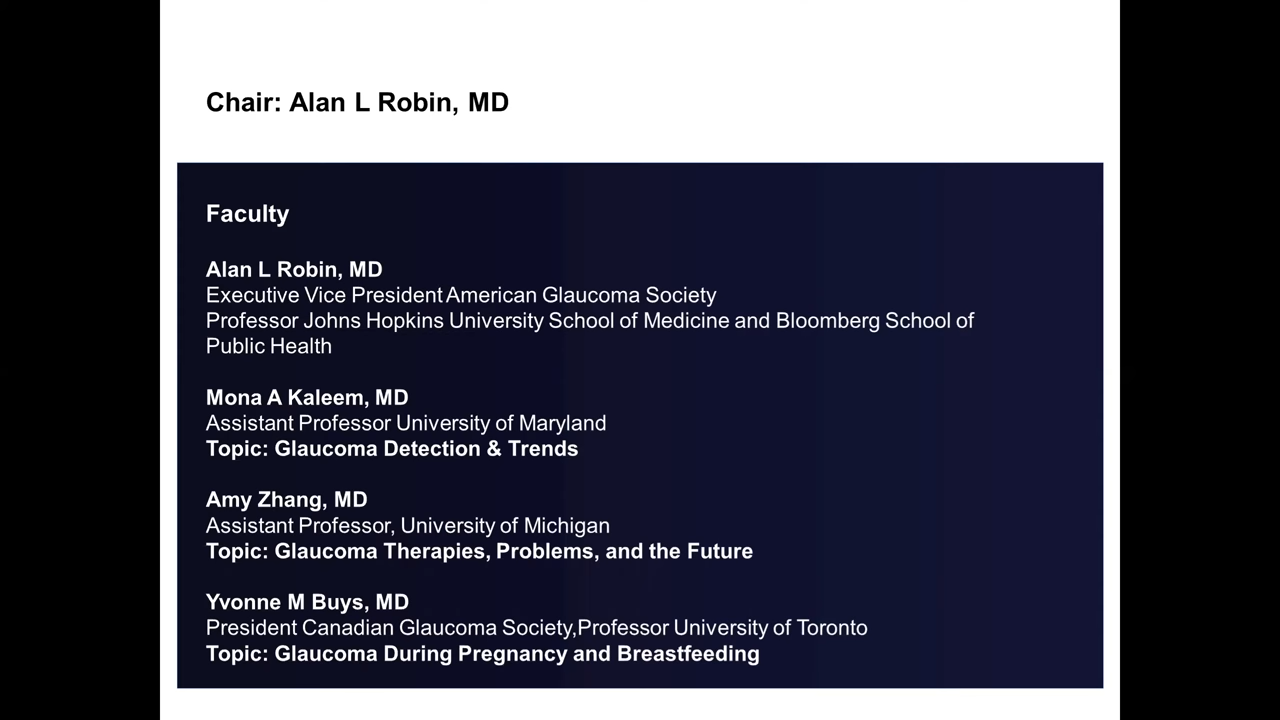 Chair: Alan L Robin, MD
Faculty
Alan L Robin, MD
Executive Vice President American Glaucoma Society
Professor Johns Hopkins University School of Medicine and Bloomberg School of
Public Health
Mona A Kaleem, MD
Assistant Professor University of Maryland
Topic: Glaucoma Detection & Trends
Amy Zhang, MD
Assistant Professor, University of Michigan
Topic: Glaucoma Therapies, Problems, and the Future
Yvonne M Buys, MD
President Canadian Glaucoma Society,Professor University of Toronto
Topic: Glaucoma During Pregnancy and Breastfeeding